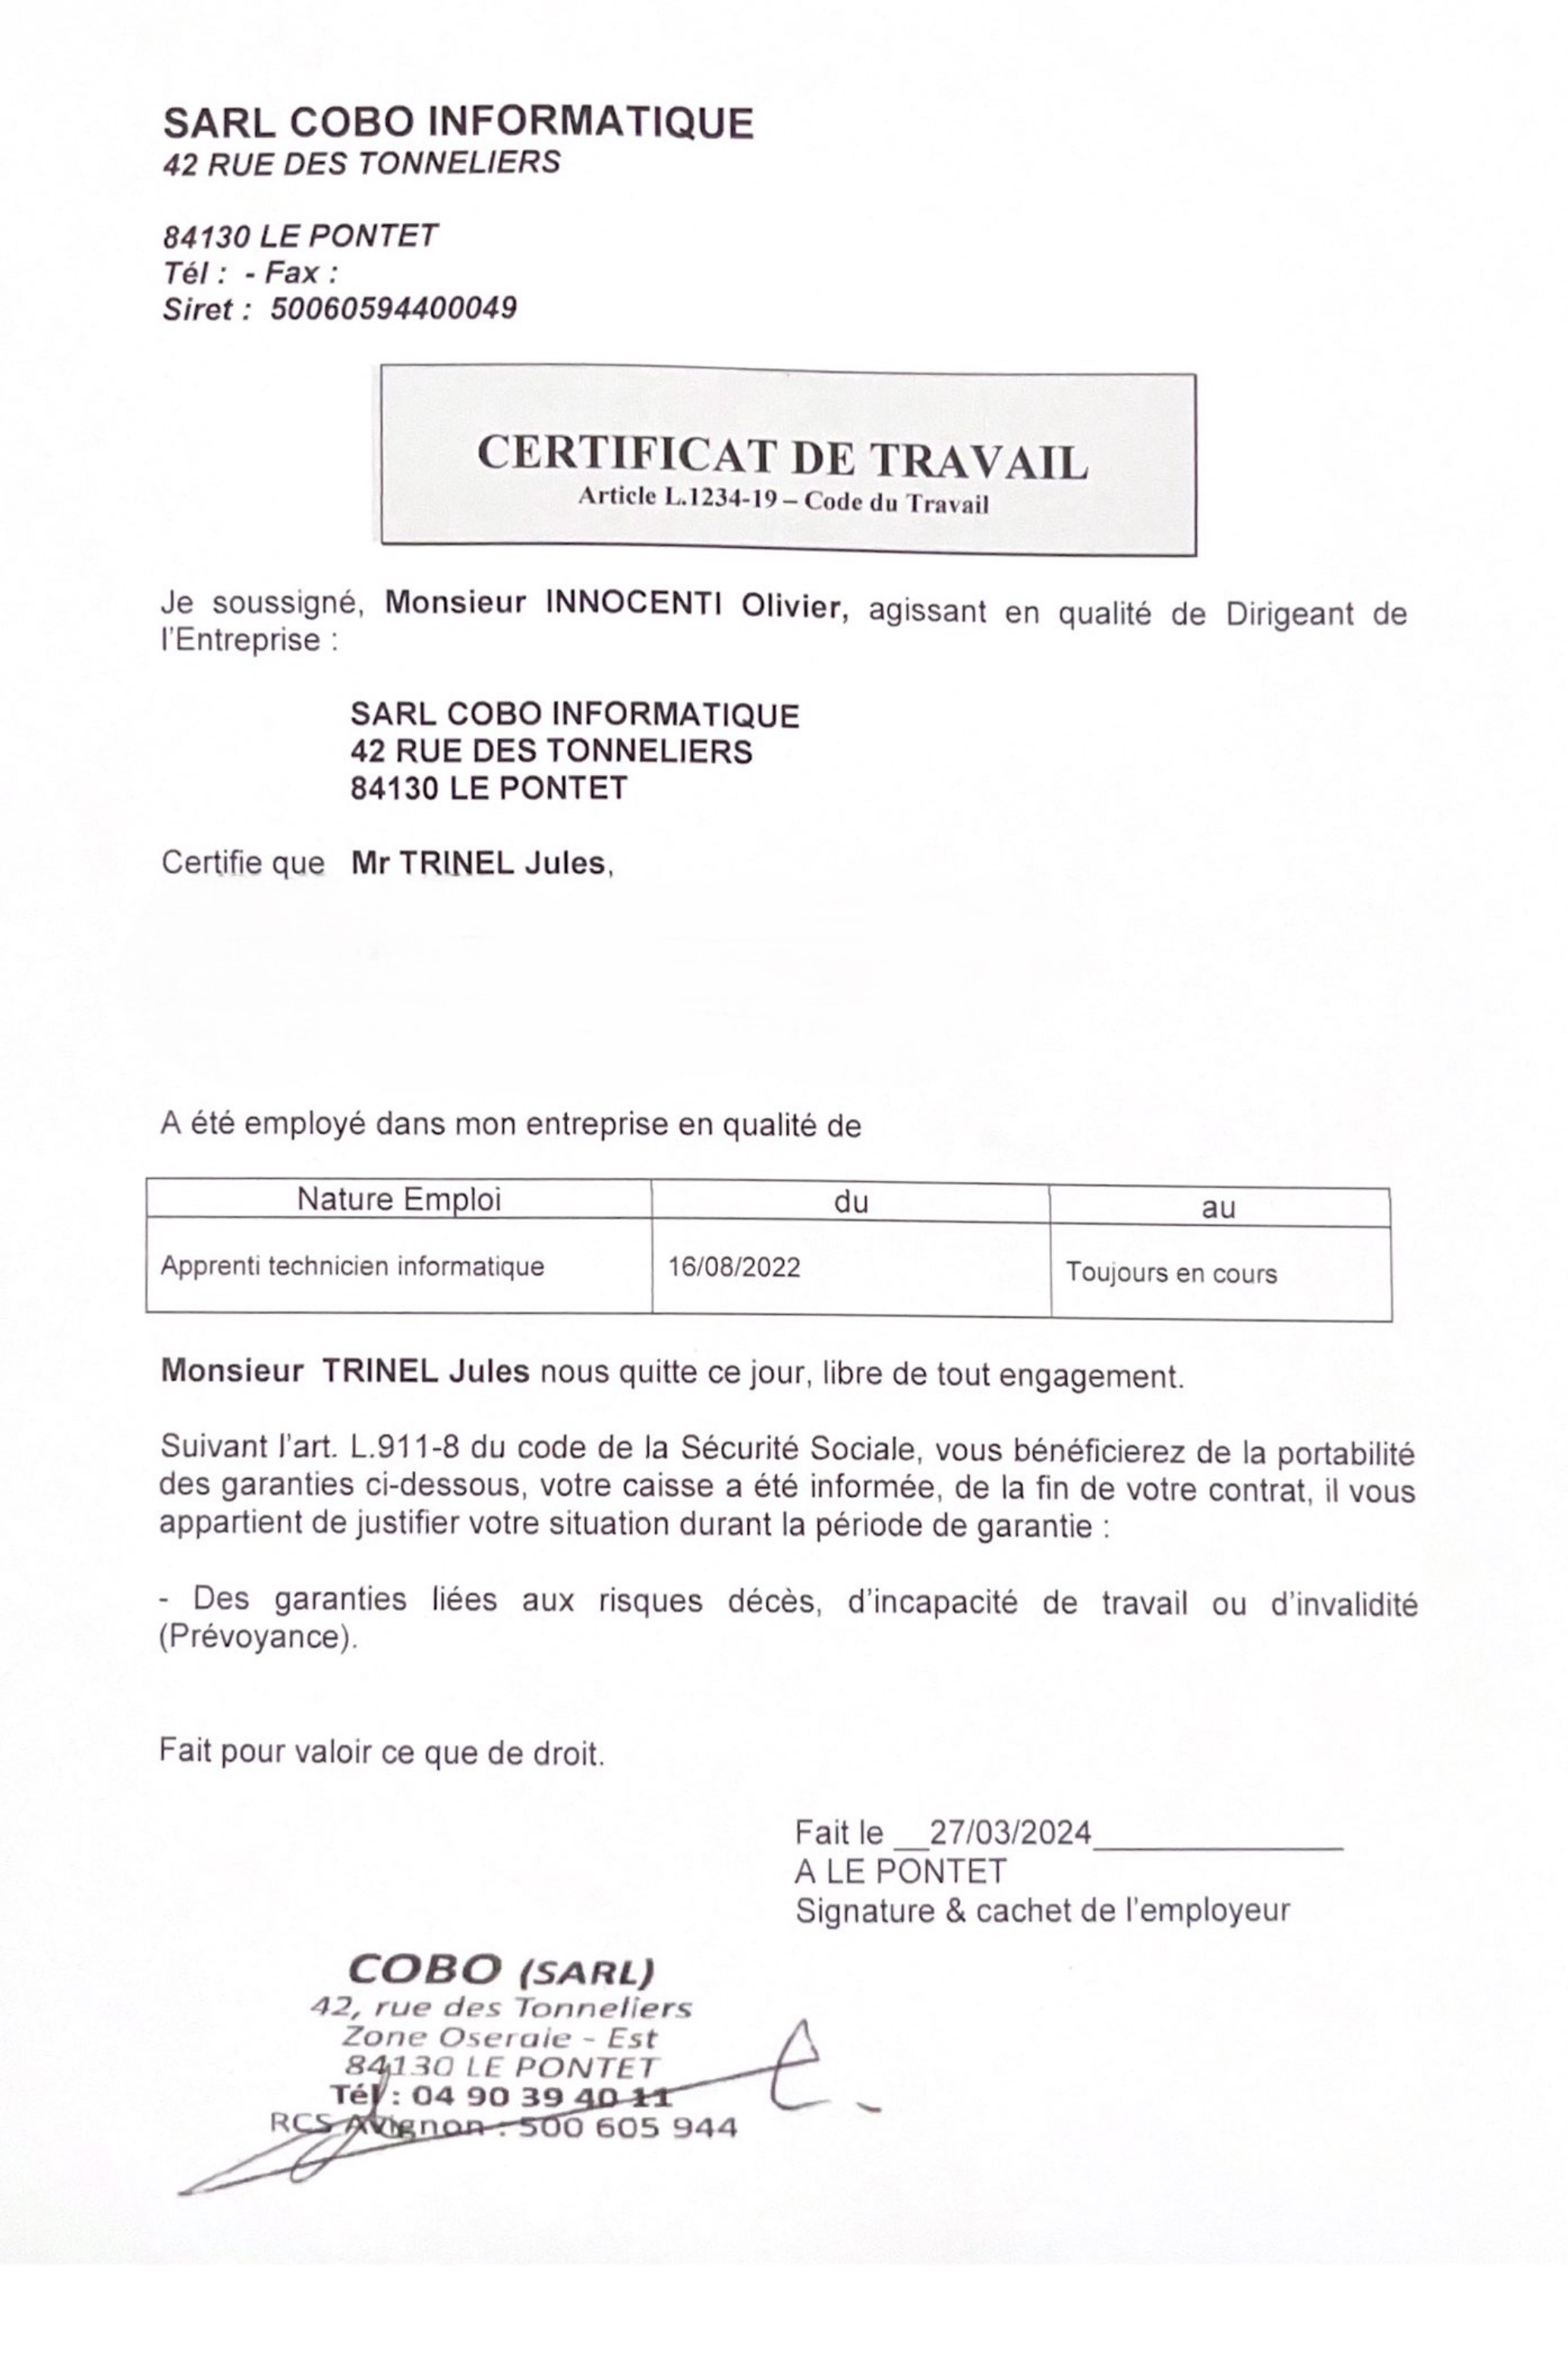 SARL COBO INFORMATIQUE
42 RUE DES TONNELIERS
84130 LE PONTET
Tél :  - Fax :
Siret :  50060594400049
CERTIFICAT DE TRAVAIL
Article L.1234-19 – Code du Travail
Je soussigné, Monsieur INNOCENTI Olivier, agissant en qualité de Dirigeant de
l'Entreprise :
SARL COBO INFORMATIQUE
42 RUE DES TONNELIERS
84130 LE PONTET
Certifie que Mr TRINEL Jules,
A été employé dans mon entreprise en qualité de
Nature Emploi du au
Apprenti technicien informatique 16/08/2022 Toujours en cours
Monsieur TRINEL Jules nous quitte ce jour, libre de tout engagement.
Suivant l'art. L.911-8 du code de la Sécurité Sociale, vous bénéficierez de la portabilité
des garanties ci-dessous, votre caisse a été informée, de la fin de votre contrat, il vous
appartient de justifier votre situation durant la période de garantie :
- Des garanties liées aux risques décès, d'incapacité de travail ou d'invalidité
(Prévoyance).
Fait pour valoir ce que de droit.
Fait le __27/03/2024______________
A LE PONTET
Signature & cachet de l'employeur
COBO (SARL)
42, rue des Tonneliers
Zone Oseraie - Est
84130 LE PONTET
Tél : 04 90 39 40 11
RCS Avignon : 500 605 944